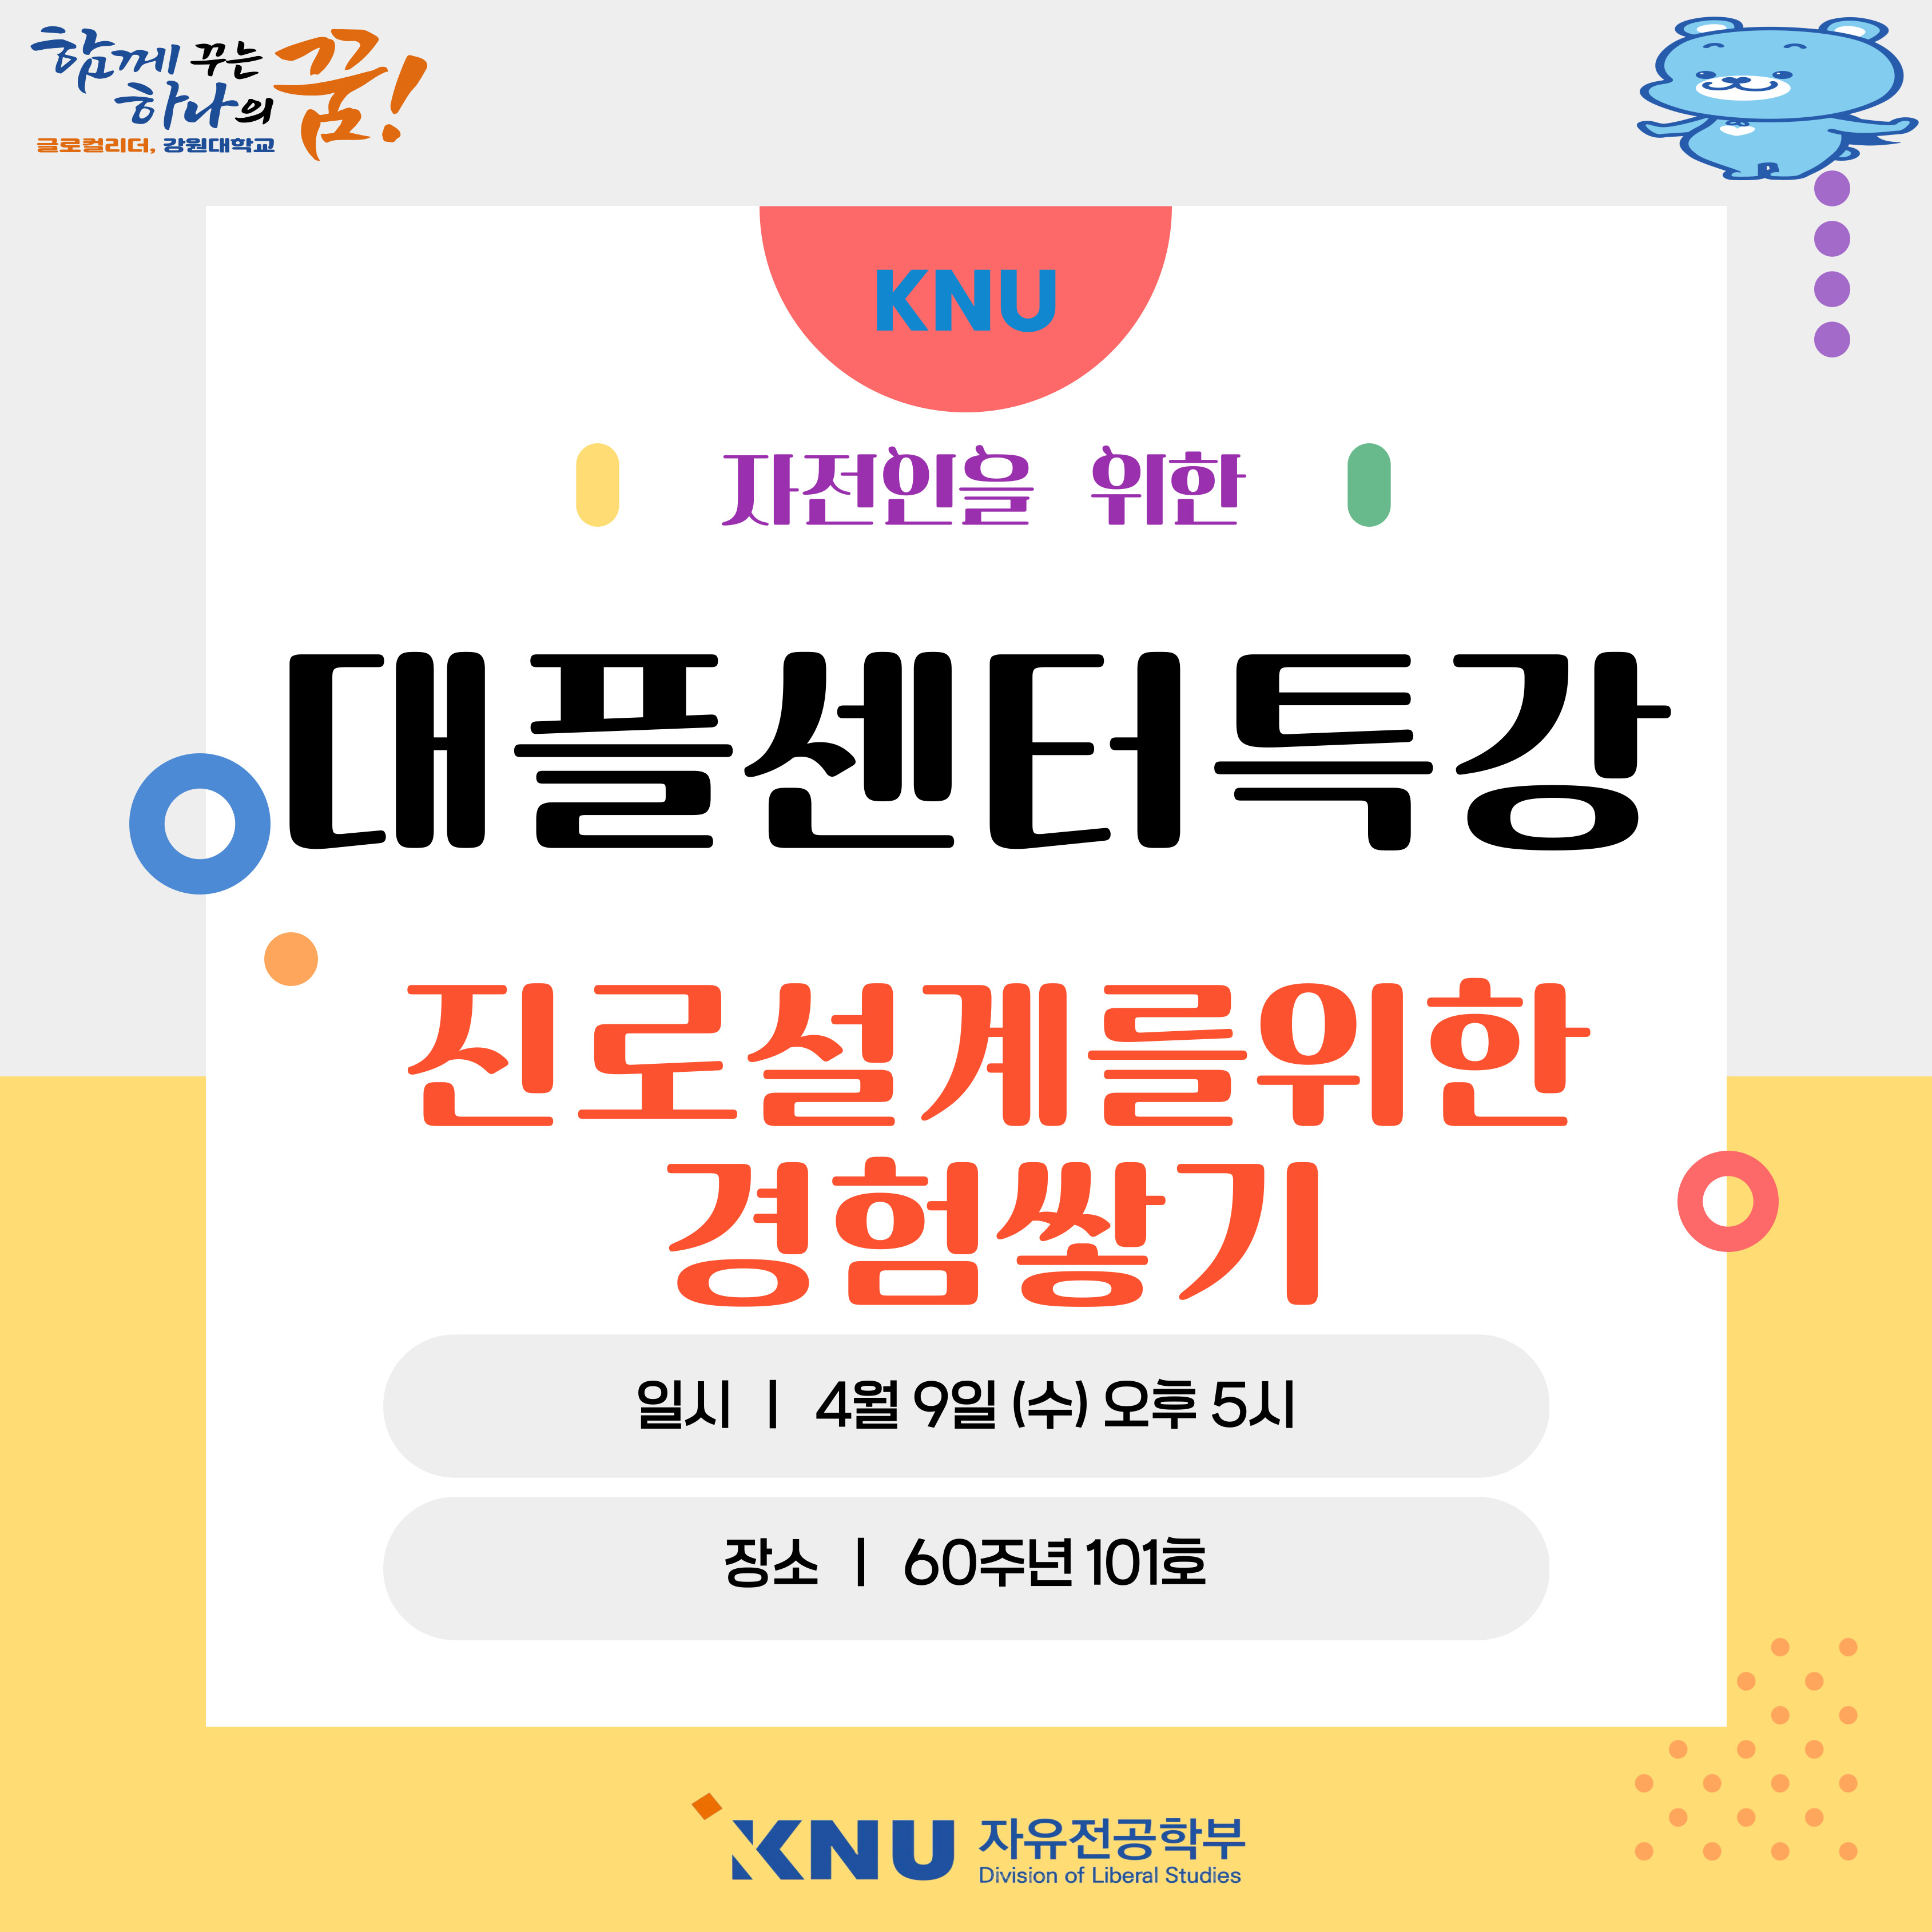 함께 꾸는
하나의 꿈!
글로컬리더, 강원대학교
KNU
자전인을 위한
대플센터특강
진로설계를위한
경험쌓기
일시 | 4월 9일 (수) 오후 5시
장소 | 60주년 101호
KNU 자유전공학부
Division of Liberal Studies